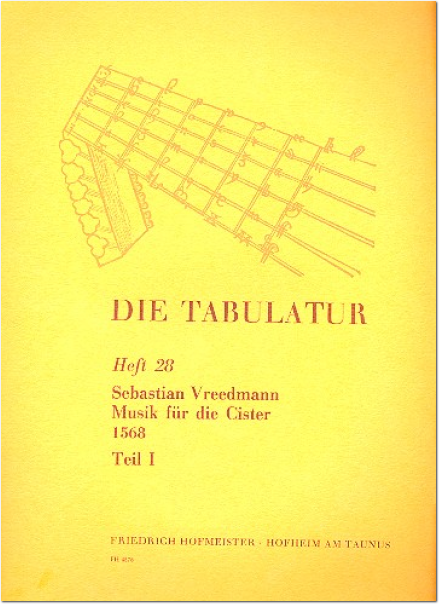 DIE TABULATUR
Heft 28
Sebastian Vreedmann
Musik für die Cister
1568
Teil I
FRIEDRICH HOFMEISTER · HOFHEIM AM TAUNUS